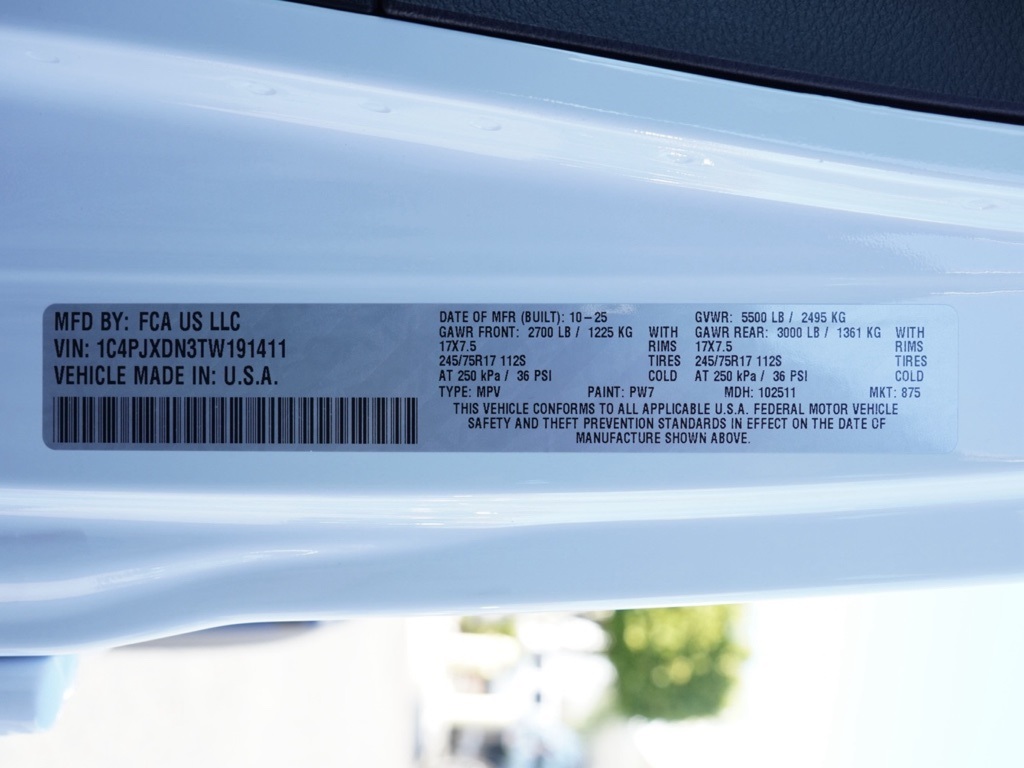 MFD BY: FCA US LLC
VIN: 1C4PJXDN3TW191411
VEHICLE MADE IN: U.S.A.
DATE OF MFR (BUILT): 10-25 GVWR: 5500 LB / 2495 KG
GAWR FRONT: 2700 LB / 1225 KG WITH GAWR REAR: 3000 LB / 1361 KG WITH
17X7.5 RIMS 17X7.5 RIMS
245/75R17 112S TIRES 245/75R17 112S TIRES
AT 250 kPa / 36 PSI COLD AT 250 kPa / 36 PSI COLD
TYPE: MPV PAINT: PW7 MDH: 102511 MKT: 875
THIS VEHICLE CONFORMS TO ALL APPLICABLE U.S.A. FEDERAL MOTOR VEHICLE
SAFETY AND THEFT PREVENTION STANDARDS IN EFFECT ON THE DATE OF
MANUFACTURE SHOWN ABOVE.